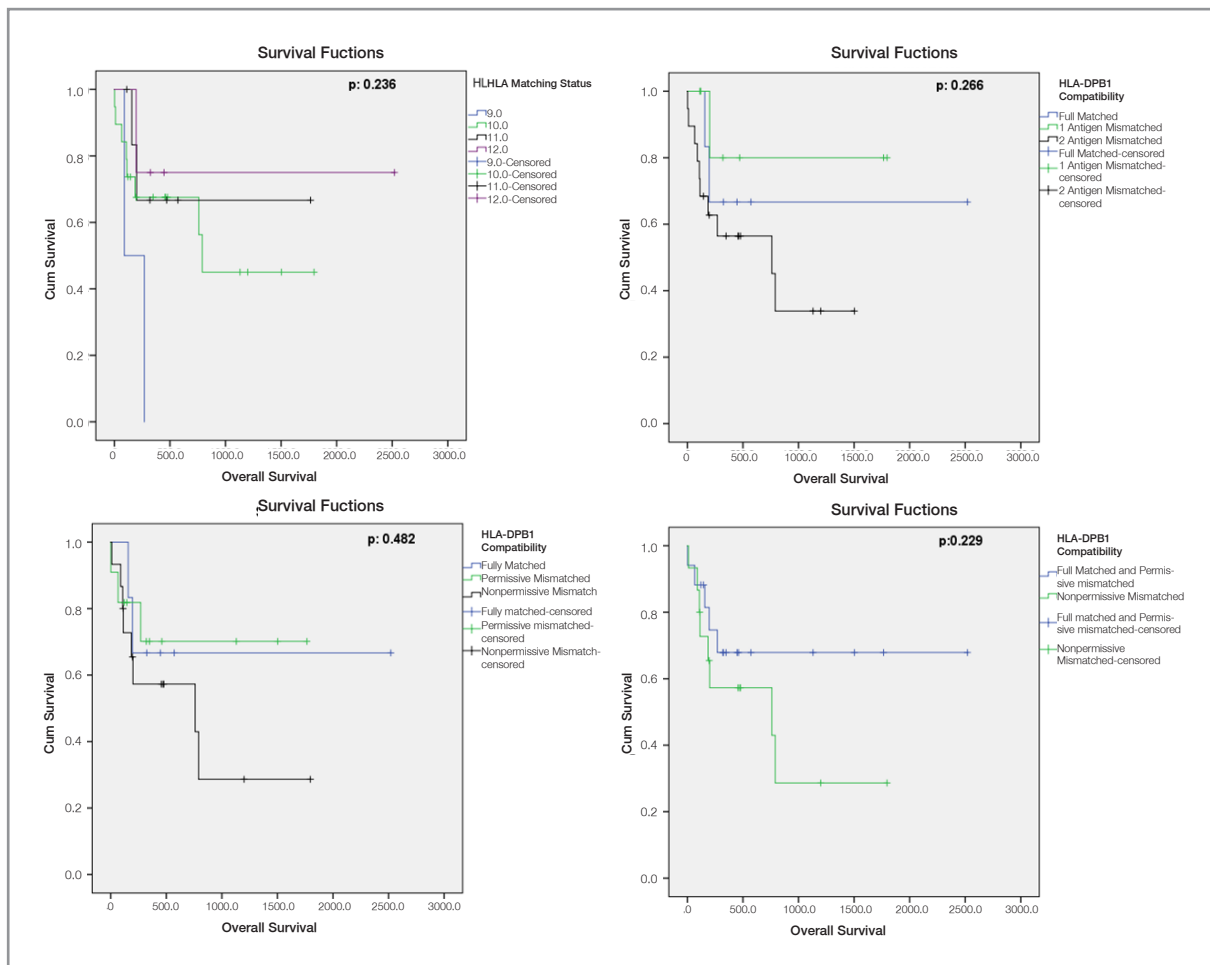 Survival Fuctions
p: 0.236
HLHLA Matching Status
9.0
10.0
11.0
12.0
9.0-Censored
10.0-Censored
11.0-Censored
12.0-Censored
Cum Survival
1.0
0.8
0.6
0.4
0.2
0.0
0 500.0 1000.0 1500.0 2000.0 2500.0 3000.0
Overall Survival
Survival Fuctions
p: 0.266
HLA-DPB1
Compatibility
Full Matched
1 Antigen Mismatched
2 Antigen Mismatched
Full Matched-censored
1 Antigen Mismatched-
censored
2 Antigen Mismatched-
censored
Cum Survival
1.0
0.8
0.6
0.4
0.2
0.0
0 500.0 1000.0 1500.0 2000.0 2500.0 3000.0
Overall Survival
Survival Fuctions
p: 0.482
HLA-DPB1
Compatibility
Fully Matched
Permissive Mismatched
Nonpermissive Mismatch
Fully matched-censored
Permissive mismatched-
censored
Nonpermissive Mismatch-
censored
Cum Survival
1.0
0.8
0.6
0.4
0.2
0.0
.0 500.0 1000.0 1500.0 2000.0 2500.0 3000.0
Overall Survival
Survival Fuctions
p:0.229
HLA-DPB1
Compatibility
Full Matched and Permis-
sive mismatched
Nonpermissive Mismatched
Full matched and Permis-
sive mismatched-censored
Nonpermissive
Mismatched-censored
Cum Survival
1.0
0.8
0.6
0.4
0.2
0.0
.0 500.0 1000.0 1500.0 2000.0 2500.0 3000.0
Overall Survival